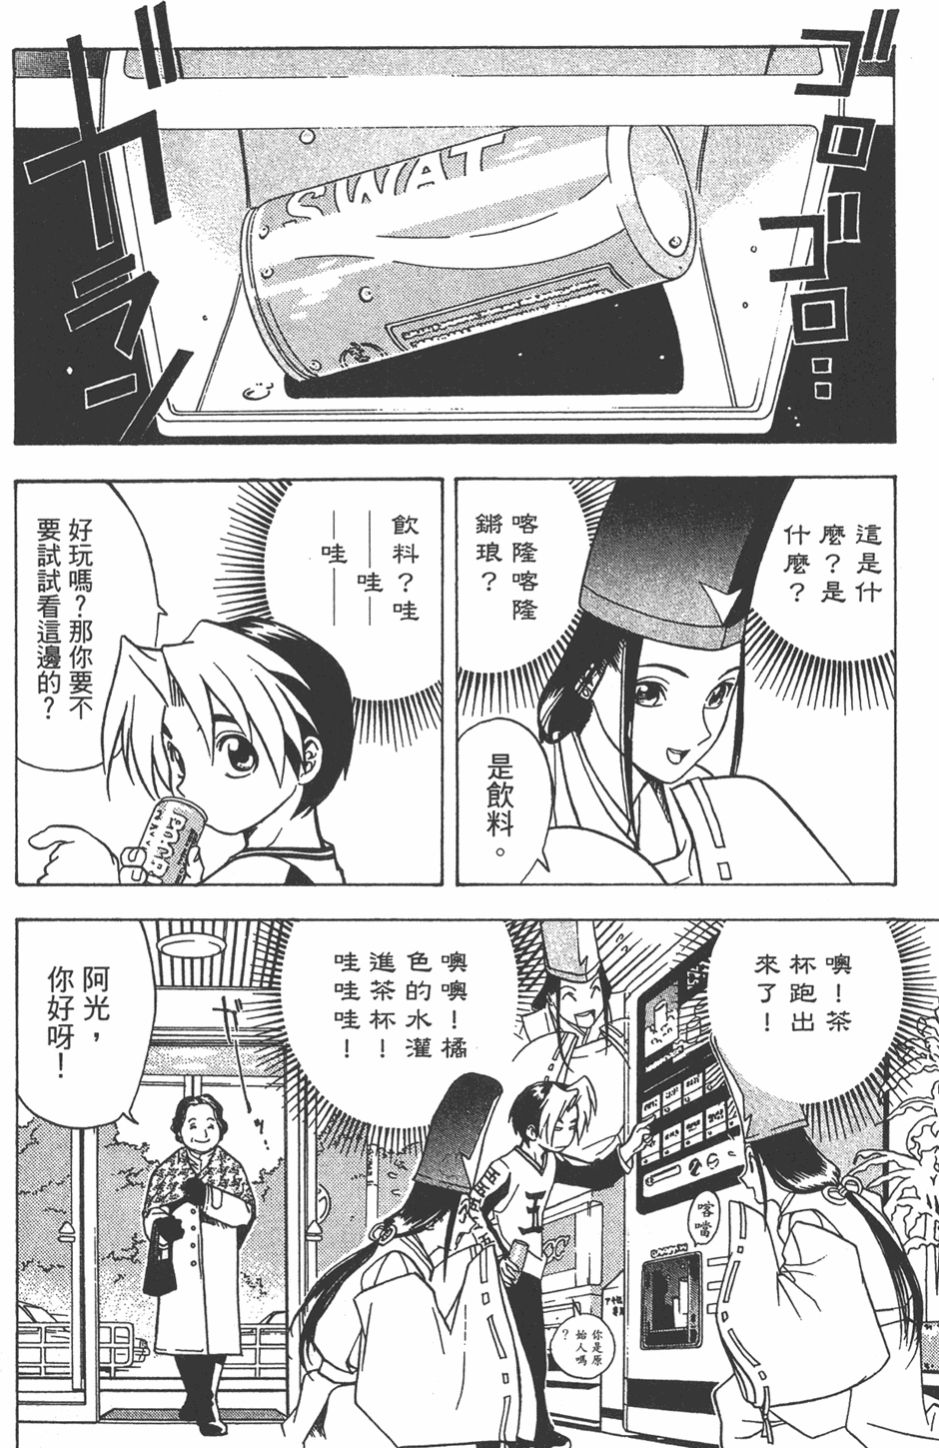 ゴロゴロ：
ガラン
SWAT
這是什
麼？是
什麼？
喀隆喀隆
鏘琅？
是飲料。
飲料？哇
——哇
——哇
好玩嗎？那你要不
要試試看這邊的？
噢！茶
杯跑出
來了！
喀噹
噢噢！橘
色的水灌
進茶杯！
哇哇哇！
你是原
始人嗎
？
阿光，
你好呀！